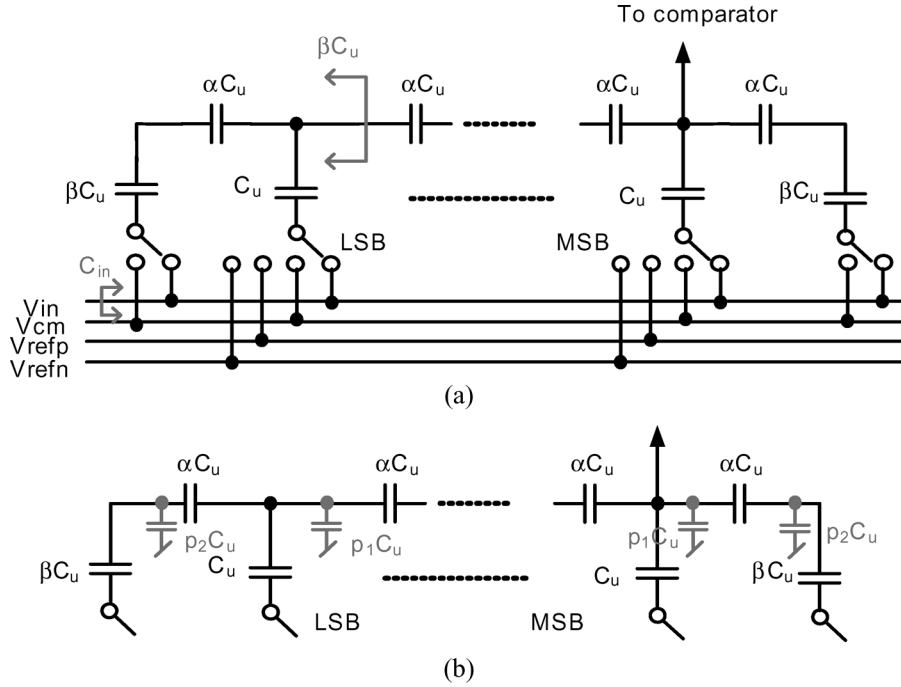 To comparator
βCu
αCu αCu αCu αCu
βCu Cu Cu βCu
LSB MSB
Cin
Vin
Vcm
Vrefp
Vrefn
(a)
αCu αCu αCu αCu
p2Cu p1Cu p1Cu p2Cu
βCu Cu Cu βCu
LSB MSB
(b)